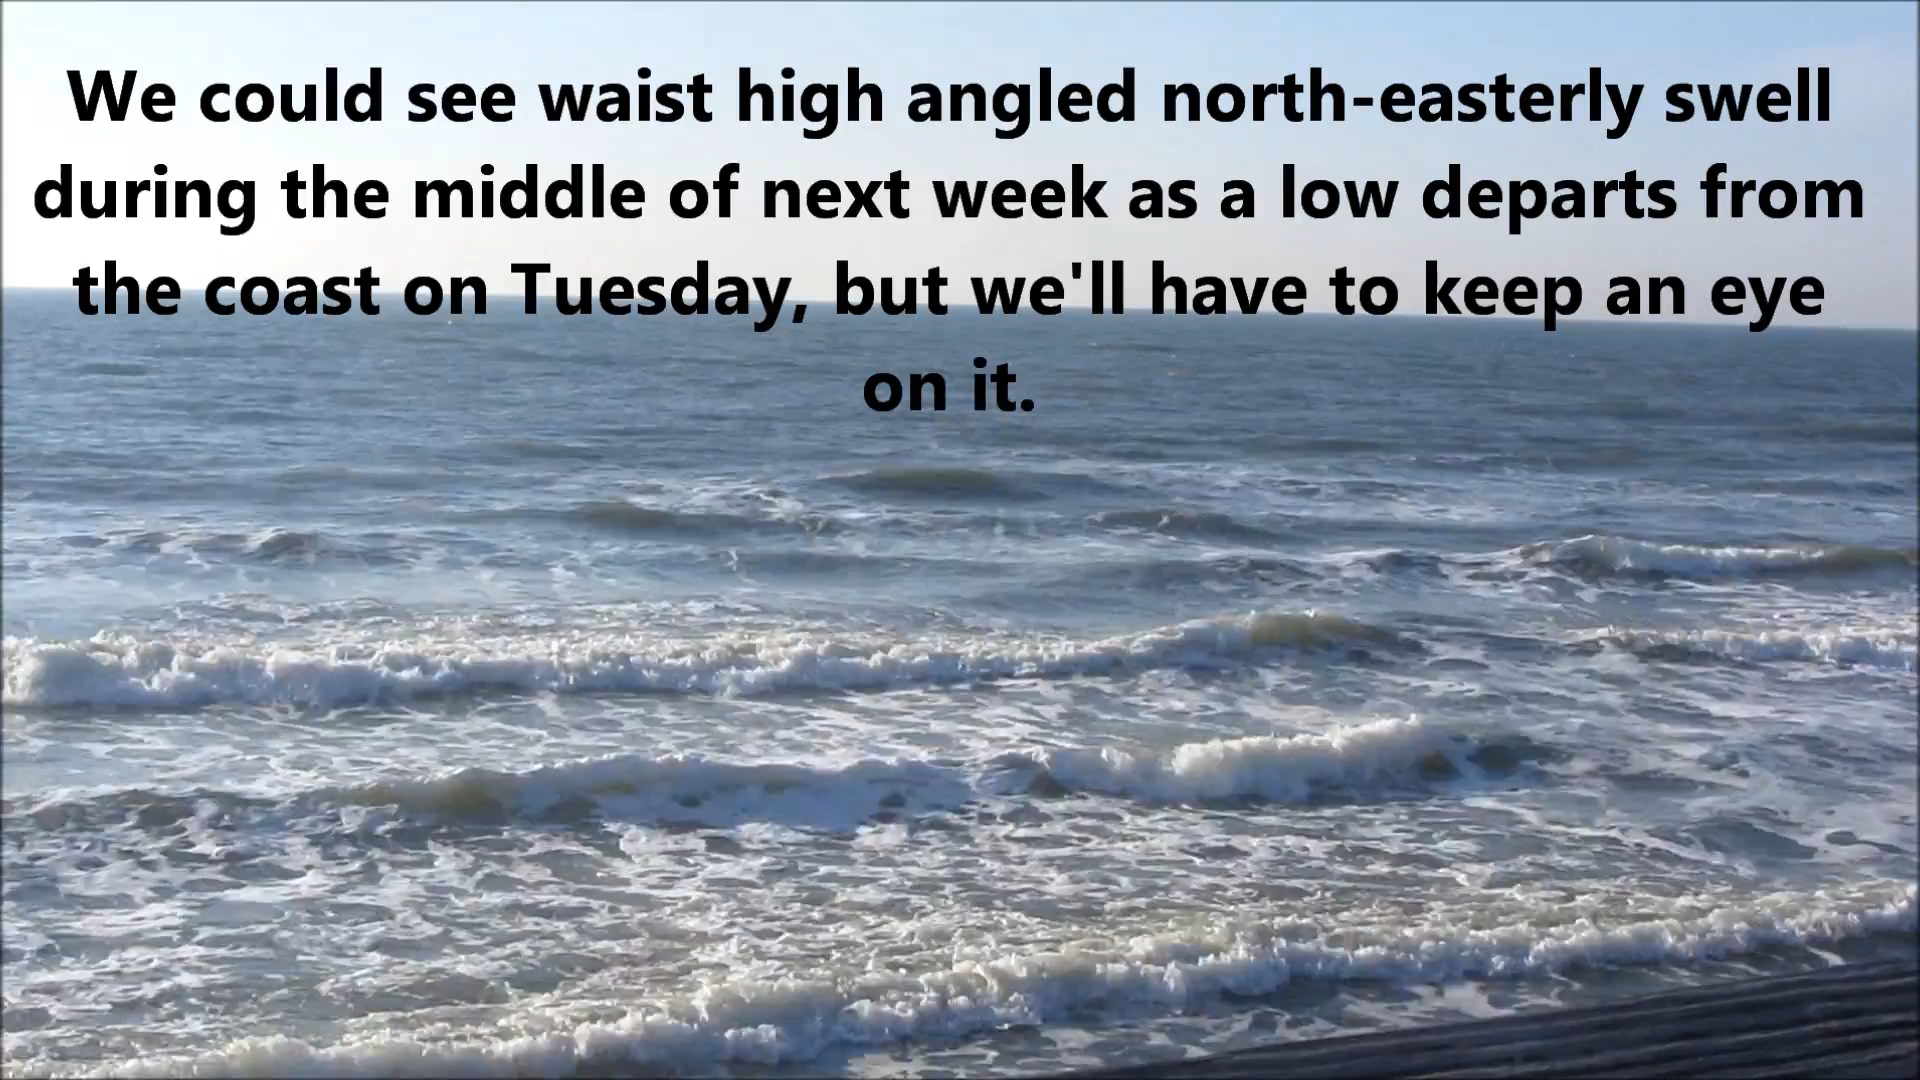 We could see waist high angled north-easterly swell
during the middle of next week as a low departs from
the coast on Tuesday, but we'll have to keep an eye
on it.